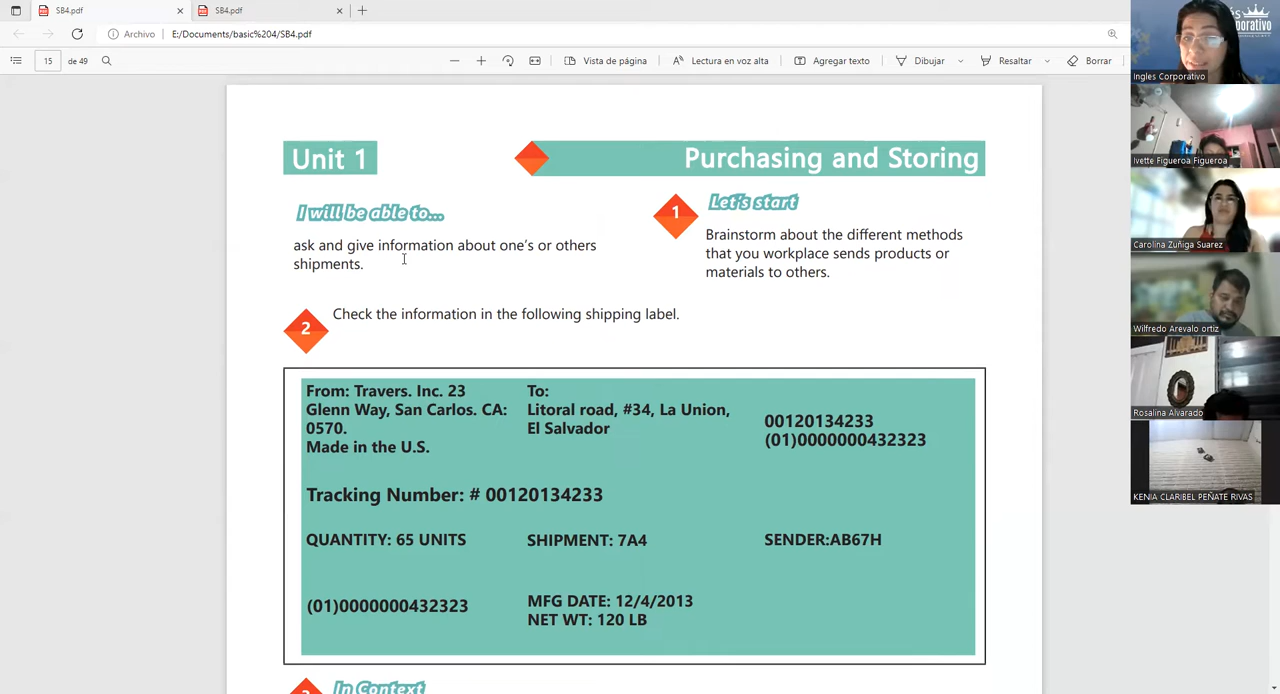 SB4.pdf
SB4.pdf
Archivo
E:/Documents/basic%204/SB4.pdf
15
de 49
Vista de página
Lectura en voz alta
Agregar texto
Dibujar
Resaltar
Borrar
Unit 1
Purchasing and Storing
I will be able to...
ask and give information about one's or others
shipments.
1
Let's start
Brainstorm about the different methods
that you workplace sends products or
materials to others.
2
Check the information in the following shipping label.
From: Travers. Inc. 23
Glenn Way, San Carlos. CA:
0570.
Made in the U.S.
To:
Litoral road, #34, La Union,
El Salvador
00120134233
(01)0000000432323
Tracking Number: # 00120134233
QUANTITY: 65 UNITS
SHIPMENT: 7A4
SENDER:AB67H
(01)0000000432323
MFG DATE: 12/4/2013
NET WT: 120 LB
In Context
Ingles Corporativo
Ivette Figueroa Figueroa
Carolina Zuñiga Suarez
Wilfredo Arevalo ortiz
Rosalina Alvarado
KENIA CLARIBEL PEÑATE RIVAS